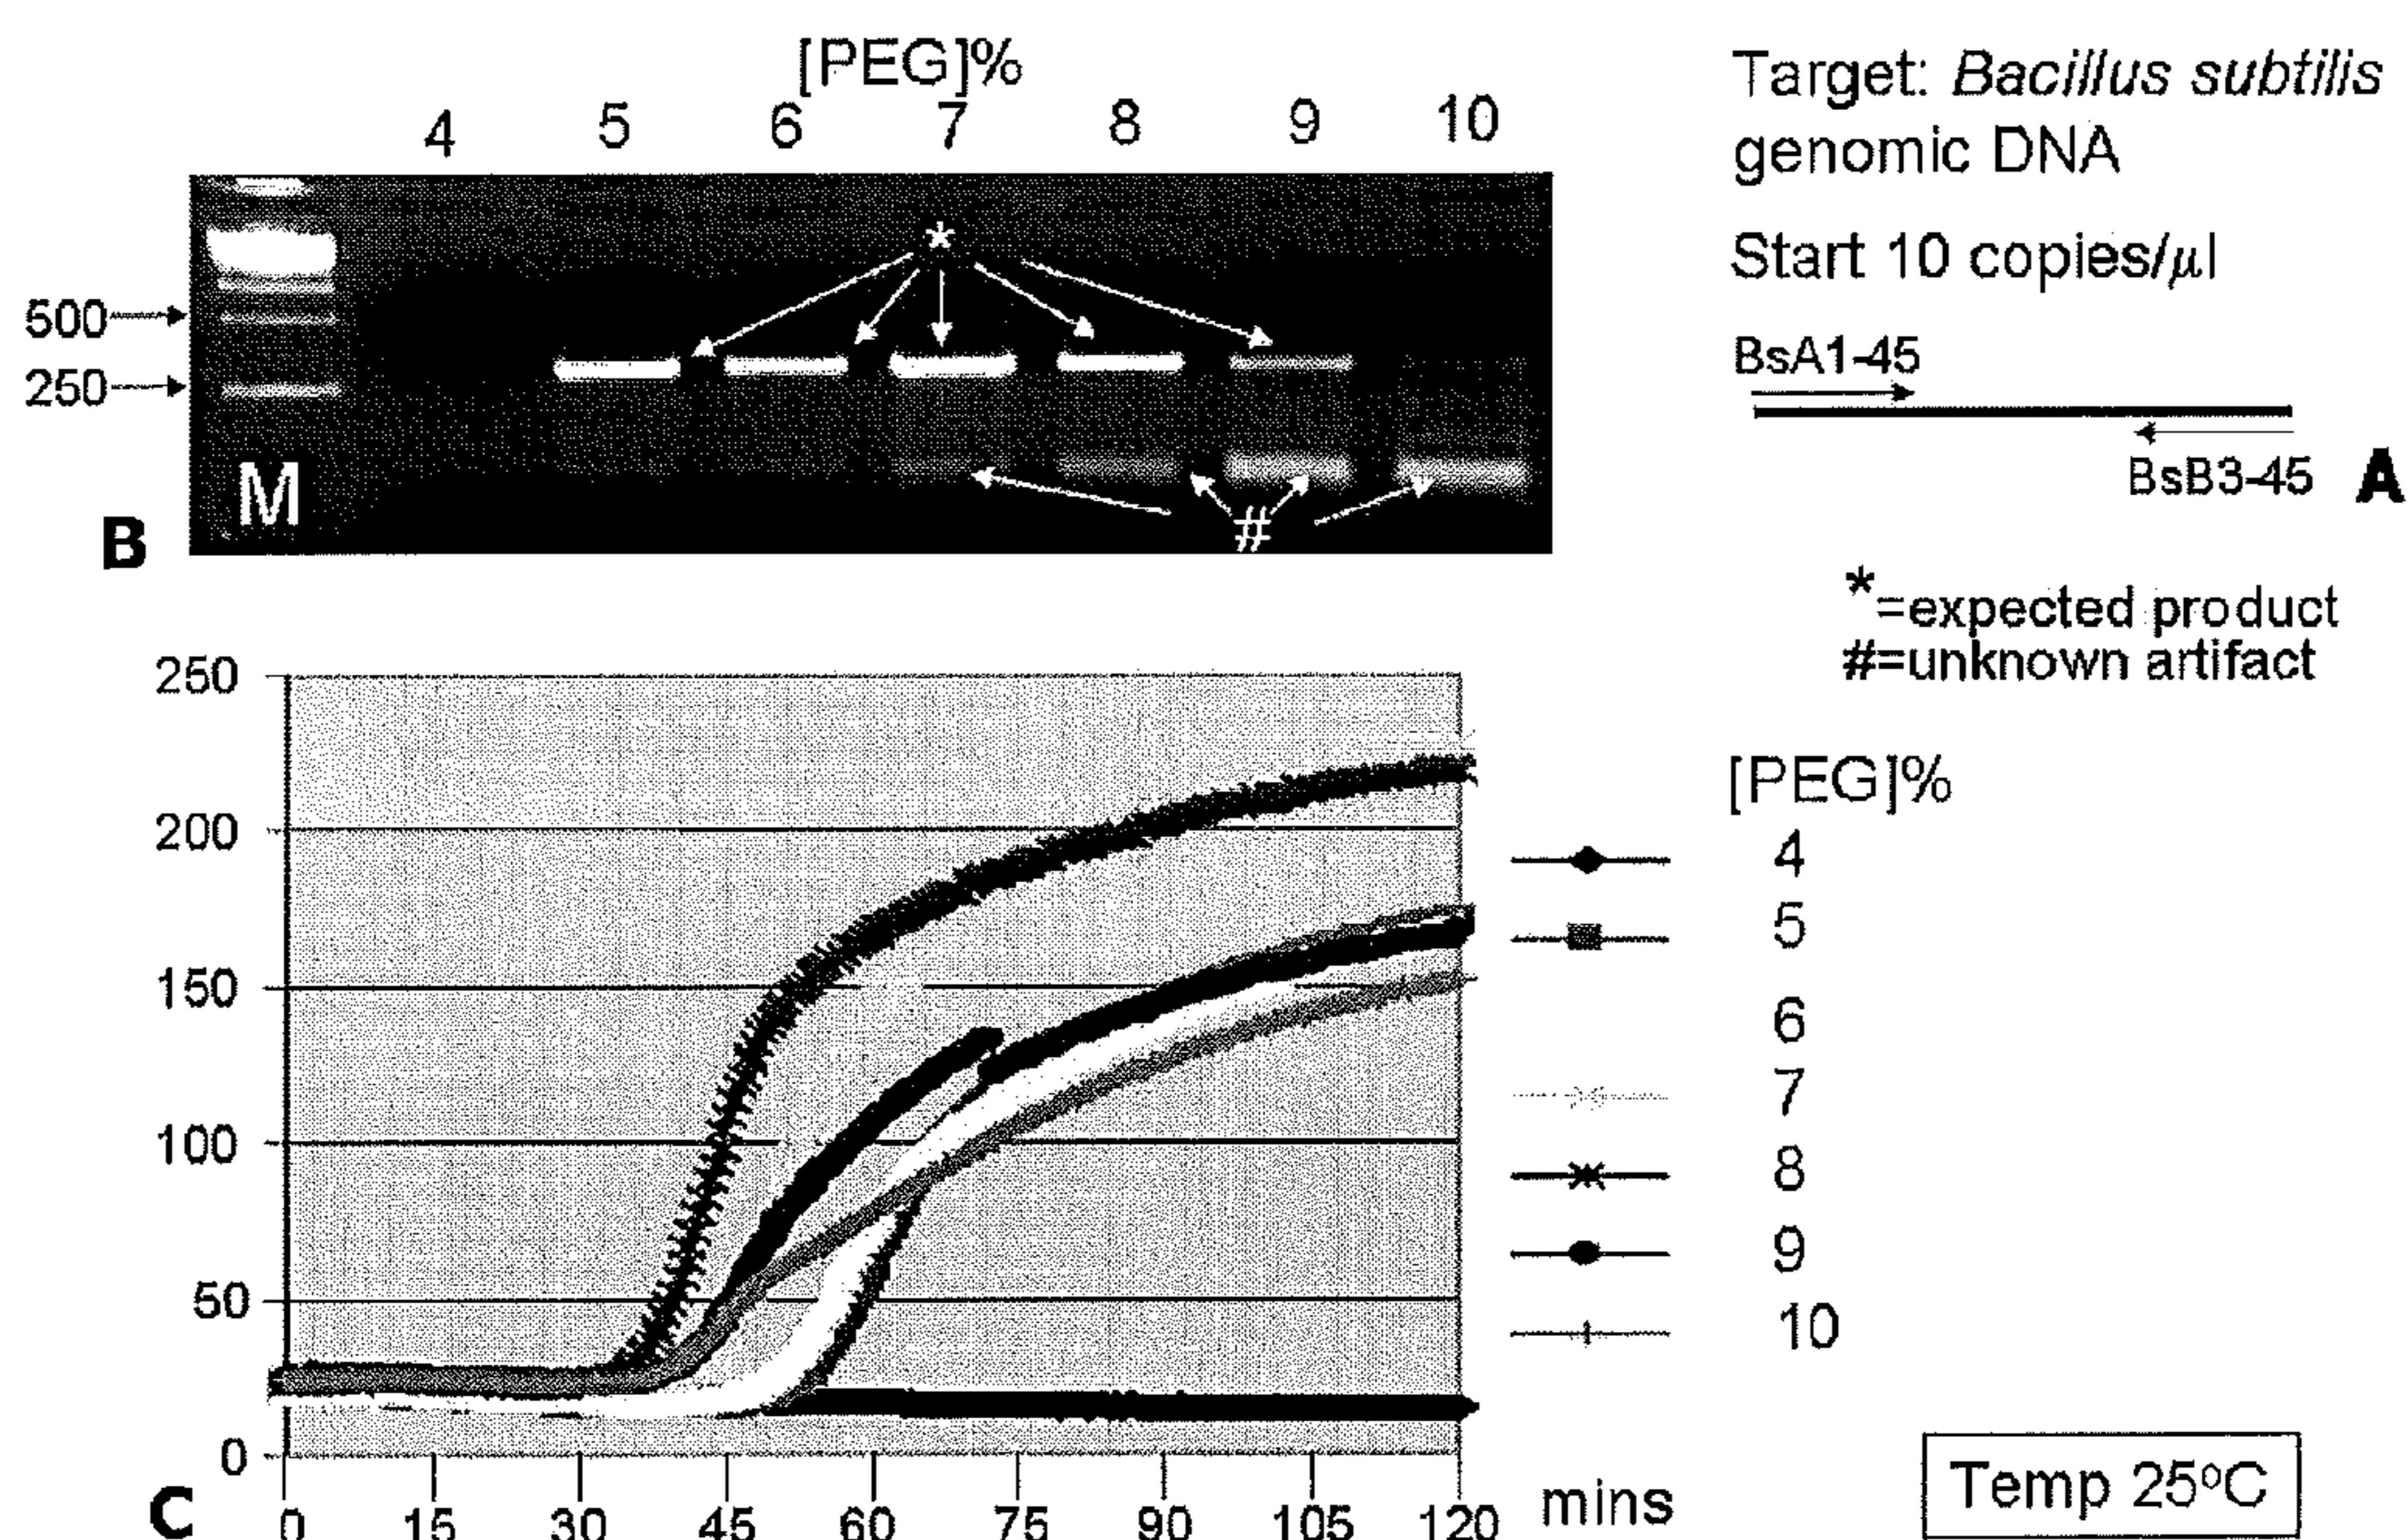 [PEG]%
4 5 6 7 8 9 10
500
250
*
#
M
B
Target: Bacillus subtilis
genomic DNA
Start 10 copies/µl
BsA1-45
BsB3-45
A
*=expected product
#=unknown artifact
250
200
150
100
50
0
0 15 30 45 60 75 90 105 120 mins
C
[PEG]%
4
5
6
7
8
9
10
Temp 25°C